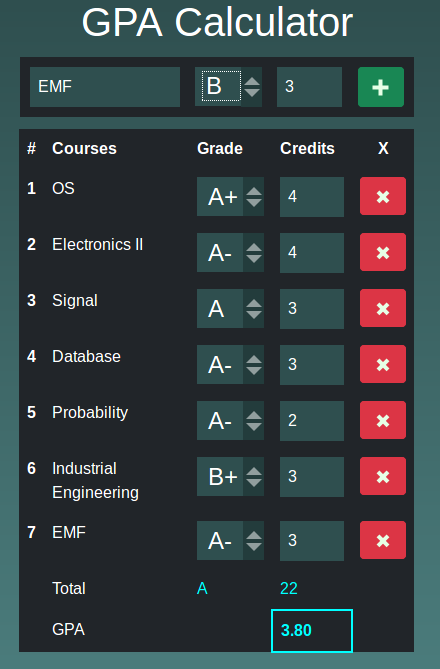 GPA Calculator
EMF B 3 +
# Courses Grade Credits X
1 OS A+ 4 ×
2 Electronics II A- 4 ×
3 Signal A 3 ×
4 Database A- 3 ×
5 Probability A- 2 ×
6 Industrial B+ 3 ×
Engineering
7 EMF A- 3 ×
Total A 22
GPA 3.80